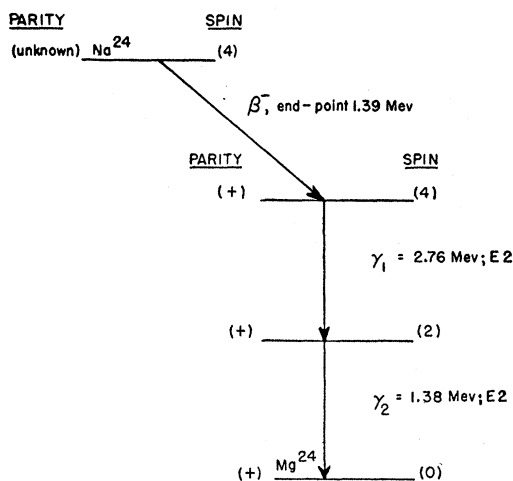 PARITY SPIN
(unknown) Na24 (4)
β−, end-point 1.39 Mev
PARITY SPIN
(+) (4)
γ1 = 2.76 Mev; E2
(+) (2)
γ2 = 1.38 Mev; E2
(+) Mg24 (0)